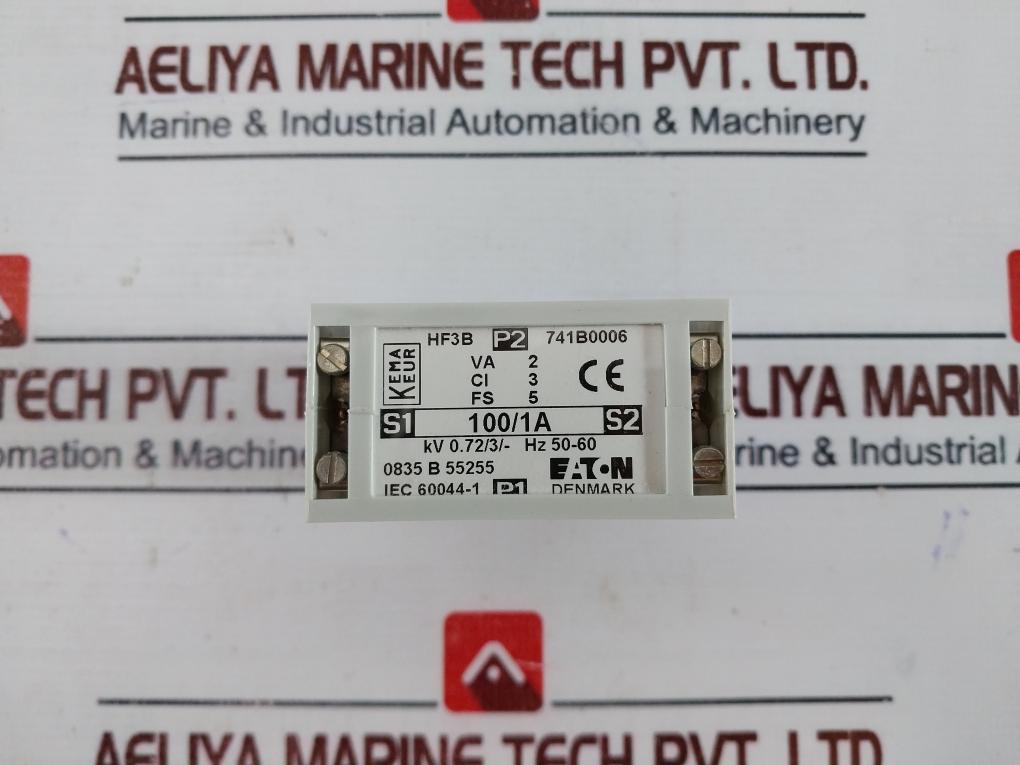 AELIYA MARINE TECH PVT. LTD.
Marine & Industrial Automation & Machinery
TECH PVT. LT
AELIYA MARIN
omation & Machinery
rine & Industrial A
HF3B P2 741B0006
KEMA KEUR
VA 2
CI 3
FS 5
CE
S1 100/1A S2
kV 0.72/3/- Hz 50-60
0835 B 55255 EATON
IEC 60044-1 P1 DENMARK
AELIYA MARINE TECH PVT. LTD.